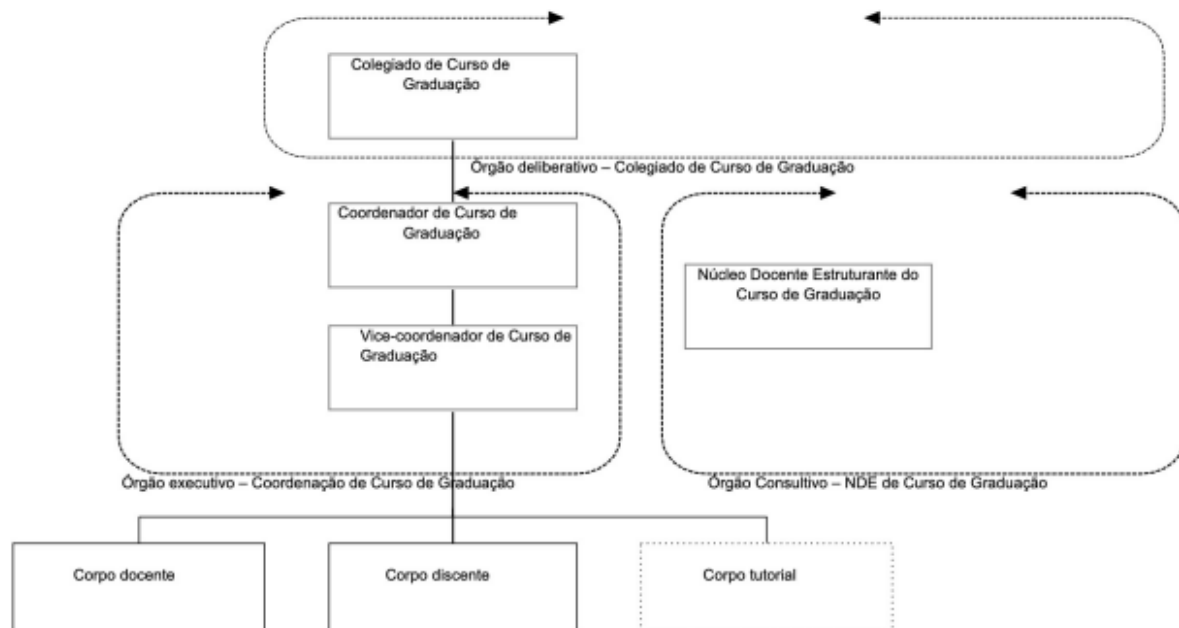 Colegiado de Curso de
Graduação
Órgão deliberativo – Colegiado de Curso de Graduação
Coordenador de Curso de
Graduação
Núcleo Docente Estruturante do
Curso de Graduação
Vice-coordenador de Curso de
Graduação
Órgão executivo – Coordenação de Curso de Graduação
Órgão Consultivo – NDE de Curso de Graduação
Corpo docente
Corpo discente
Corpo tutorial